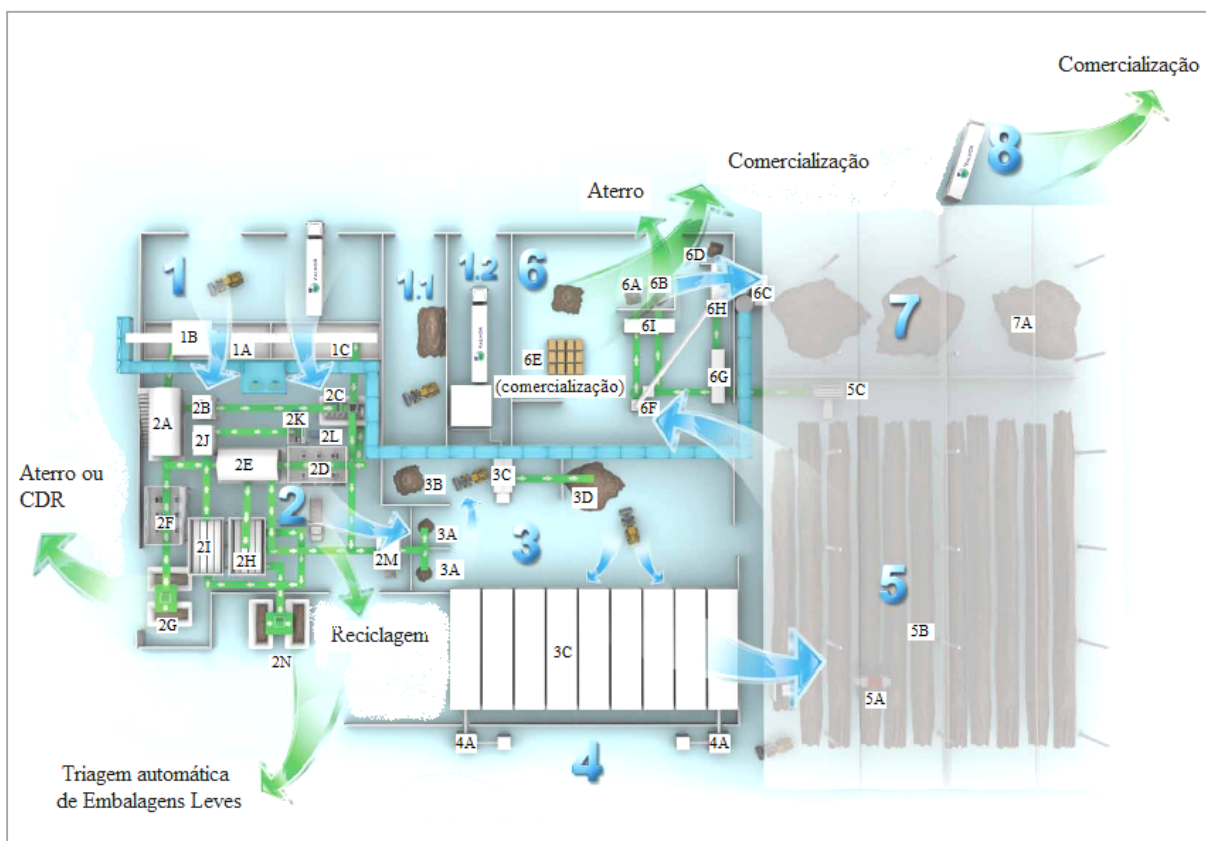 Comercialização
8
Comercialização
Aterro
1
1.1
1.2
6
6D
6A
6B
6C
6H
7
7A
1B
6I
1A
1C
6E
(comercialização)
6G
5C
6F
2C
2B
2A
2K
2J
2L
2E
2D
3C
3B
3D
Aterro ou
CDR
2F
2
3A
3
2I
2H
2M
3A
5
2G
Reciclagem
5B
3C
2N
5A
4A
4A
4
Triagem automática
de Embalagens Leves